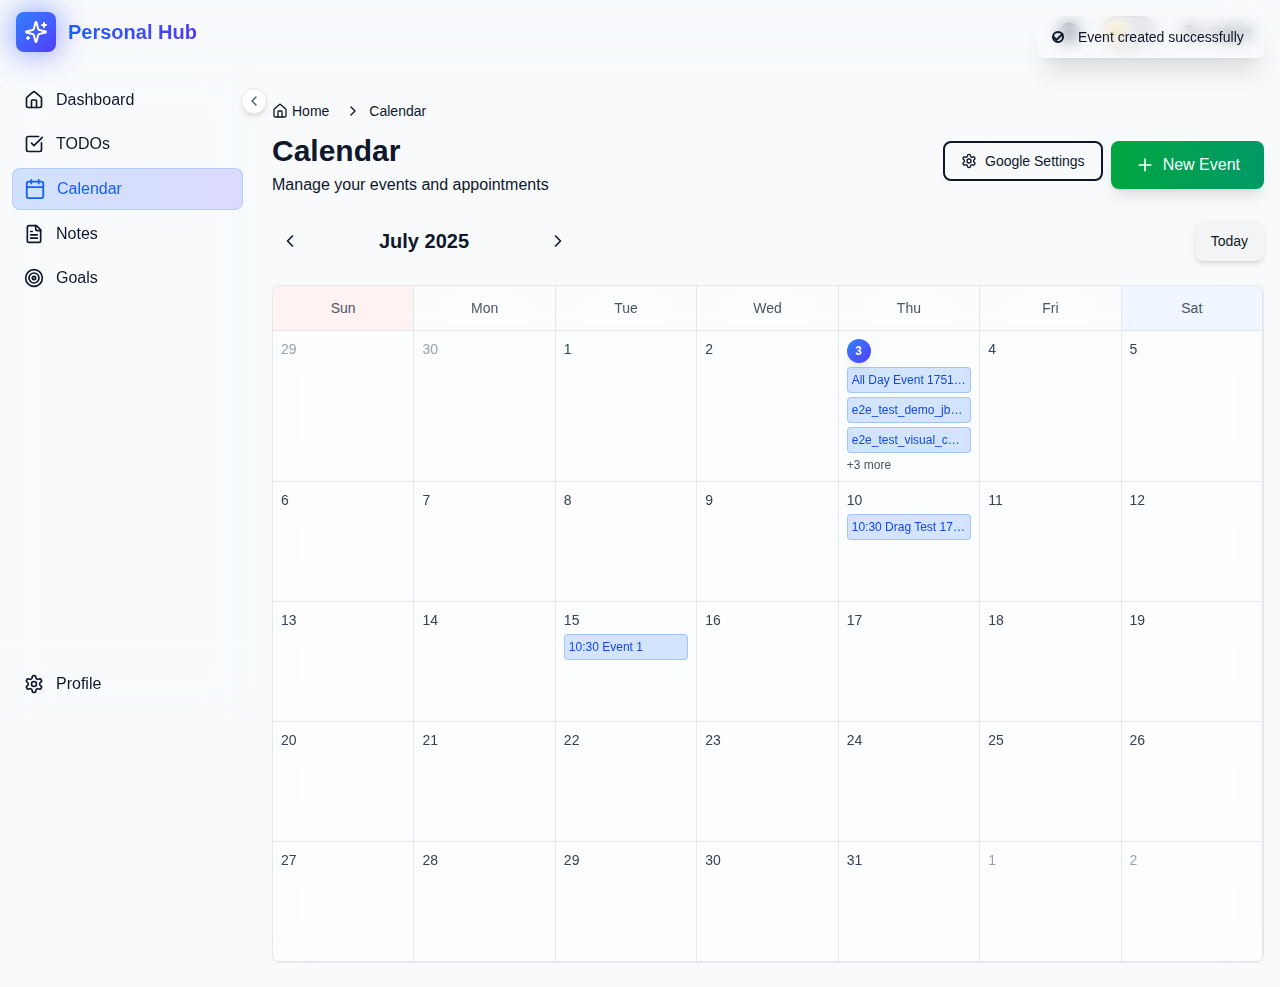 Personal Hub
Event created successfully
Dashboard
TODOs
Calendar
Notes
Goals
Profile
Home
Calendar
Calendar
Manage your events and appointments
Google Settings
New Event
July 2025
Today
Sun Mon Tue Wed Thu Fri Sat
29 30 1 2 3 4 5
All Day Event 1751...
e2e_test_demo_jb...
e2e_test_visual_c...
+3 more
6 7 8 9 10 11 12
10:30 Drag Test 17...
13 14 15 16 17 18 19
10:30 Event 1
20 21 22 23 24 25 26
27 28 29 30 31 1 2